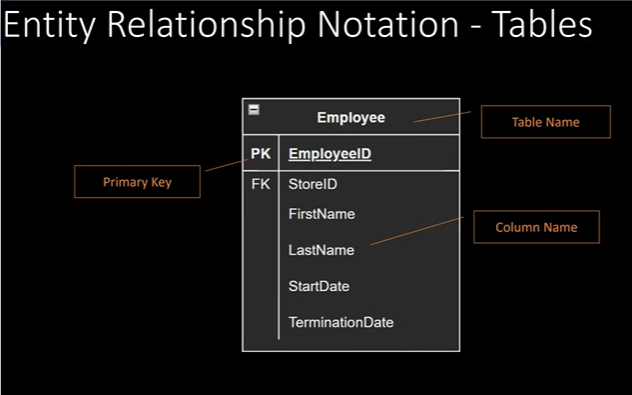 Entity Relationship Notation - Tables
Employee
Table Name
PK EmployeeID
Primary Key
FK StoreID
FirstName
Column Name
LastName
StartDate
TerminationDate